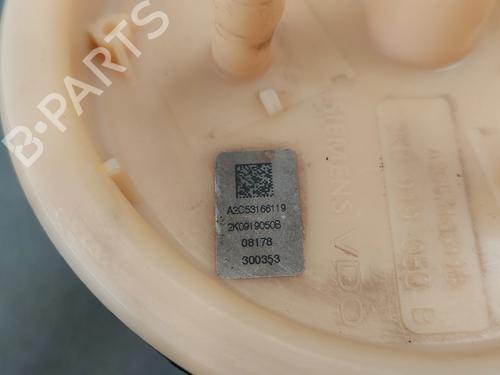 B-PARTS
A2C53166119
2K0919050B
08178
300353
SIEMENS
VDO